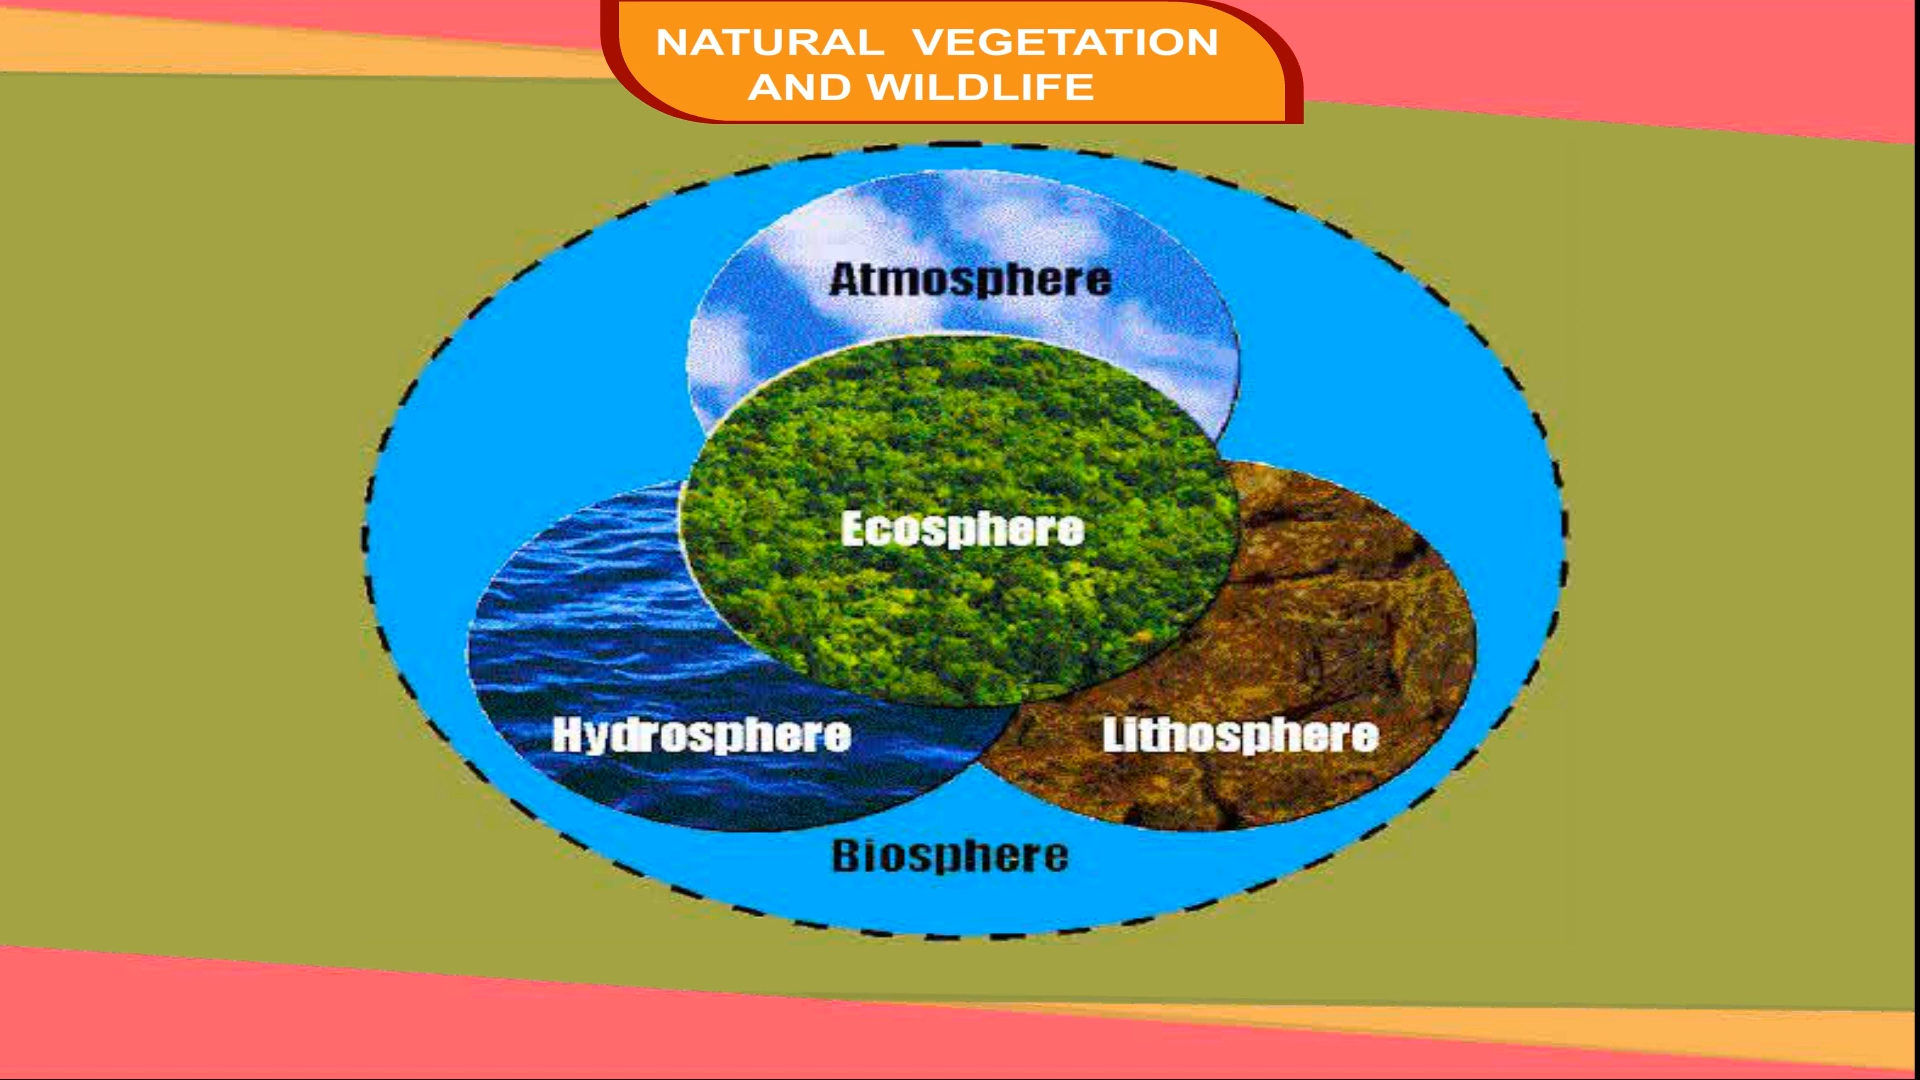 NATURAL VEGETATION
AND WILDLIFE
Atmosphere
Ecosphere
Hydrosphere
Lithosphere
Biosphere